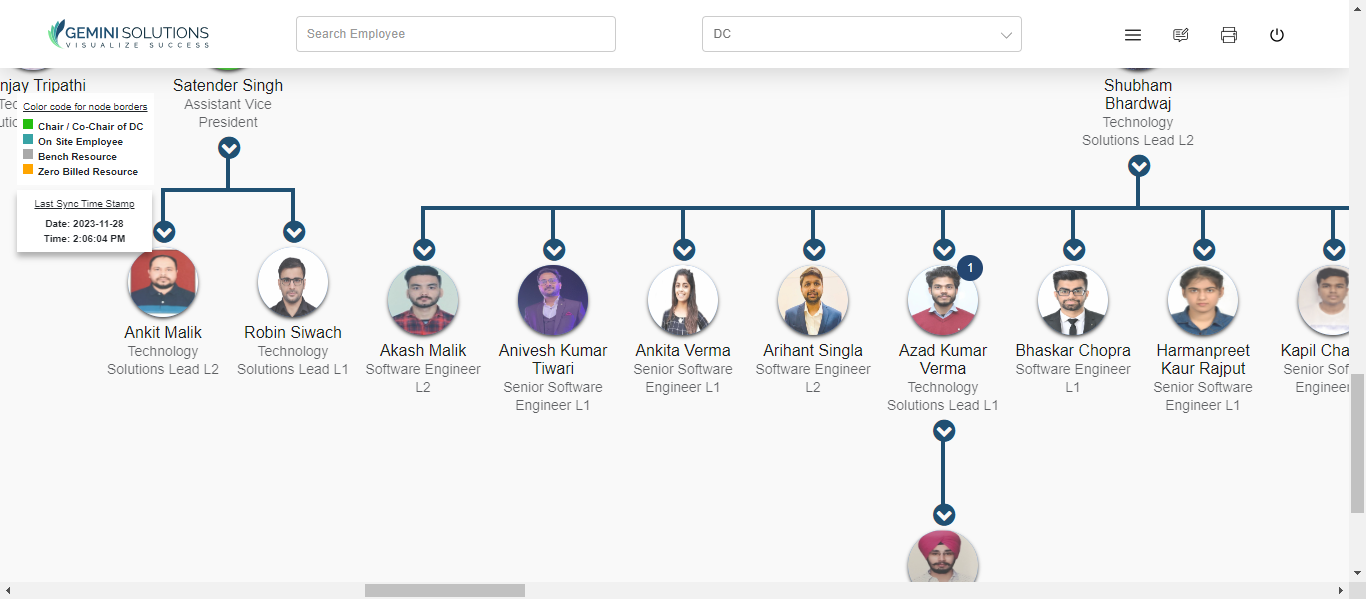 GEMINI SOLUTIONS
VISUALIZE SUCCESS
Search Employee
DC
njay Tripathi
Satender Singh
Assistant Vice
President
Shubham
Bhardwaj
Technology
Solutions Lead L2
Color code for node borders
Chair / Co-Chair of DC
On Site Employee
Bench Resource
Zero Billed Resource
Last Sync Time Stamp
Date: 2023-11-28
Time: 2:06:04 PM
Ankit Malik
Technology
Solutions Lead L2
Robin Siwach
Technology
Solutions Lead L1
Akash Malik
Software Engineer
L2
Anivesh Kumar
Tiwari
Senior Software
Engineer L1
Ankita Verma
Senior Software
Engineer L1
Arihant Singla
Software Engineer
L2
1
Azad Kumar
Verma
Technology
Solutions Lead L1
Bhaskar Chopra
Software Engineer
L1
Harmanpreet
Kaur Rajput
Senior Software
Engineer L1
Kapil Cha
Senior Sof
Engineer